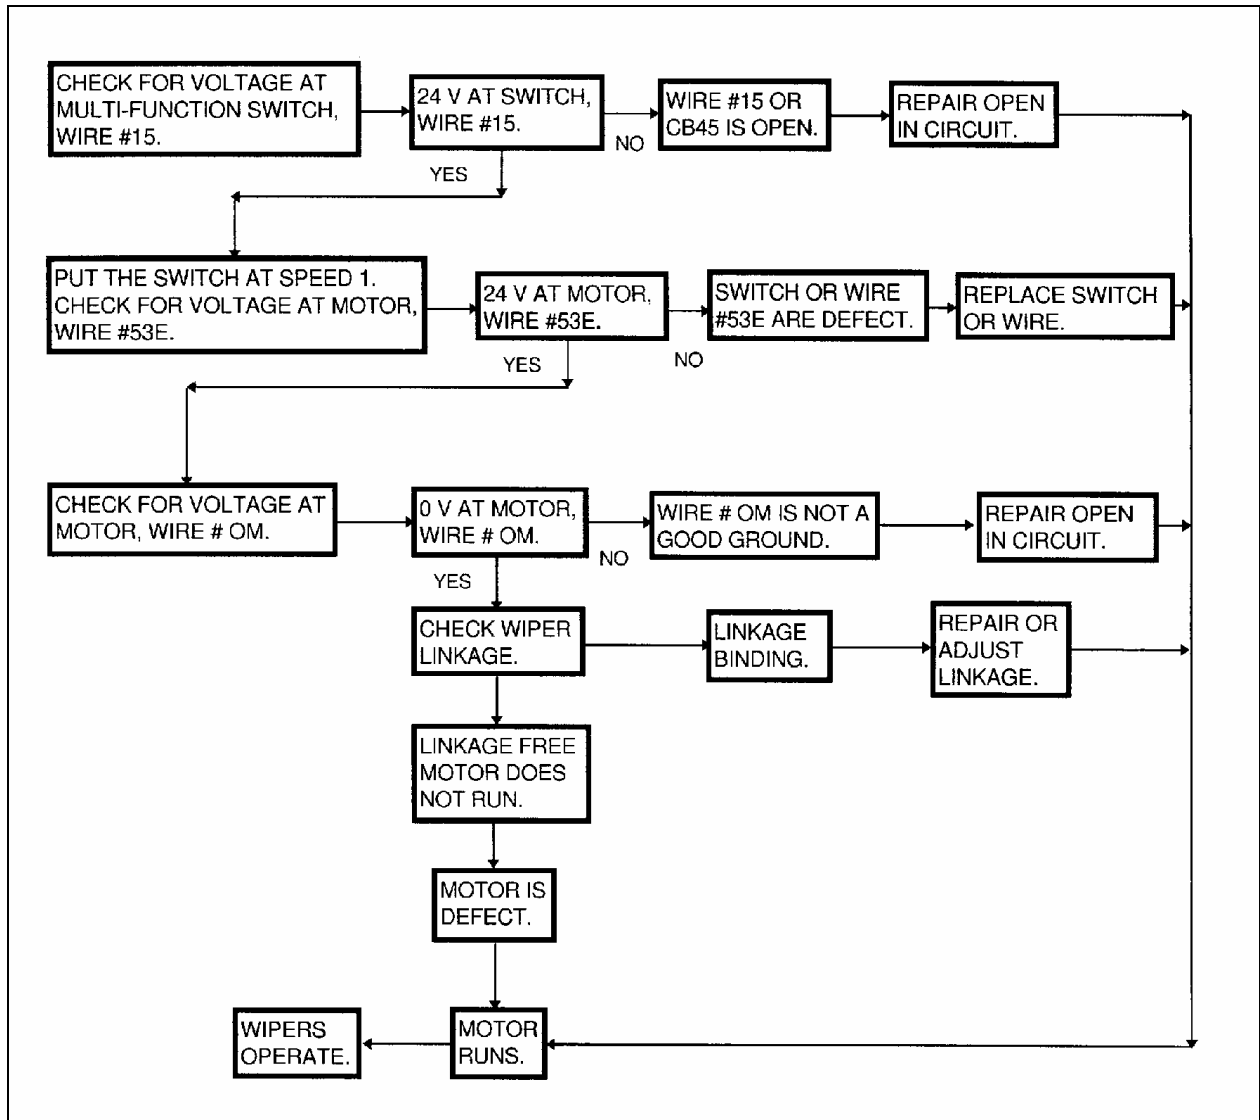 CHECK FOR VOLTAGE AT
MULTI-FUNCTION SWITCH,
WIRE #15.
24 V AT SWITCH,
WIRE #15.
NO
WIRE #15 OR
CB45 IS OPEN.
REPAIR OPEN
IN CIRCUIT.
YES
PUT THE SWITCH AT SPEED 1.
CHECK FOR VOLTAGE AT MOTOR,
WIRE #53E.
24 V AT MOTOR,
WIRE #53E.
NO
SWITCH OR WIRE
#53E ARE DEFECT.
REPLACE SWITCH
OR WIRE.
YES
CHECK FOR VOLTAGE AT
MOTOR, WIRE # OM.
0 V AT MOTOR,
WIRE # OM.
NO
WIRE # OM IS NOT A
GOOD GROUND.
REPAIR OPEN
IN CIRCUIT.
YES
CHECK WIPER
LINKAGE.
LINKAGE
BINDING.
REPAIR OR
ADJUST
LINKAGE.
LINKAGE FREE
MOTOR DOES
NOT RUN.
MOTOR IS
DEFECT.
WIPERS
OPERATE.
MOTOR
RUNS.